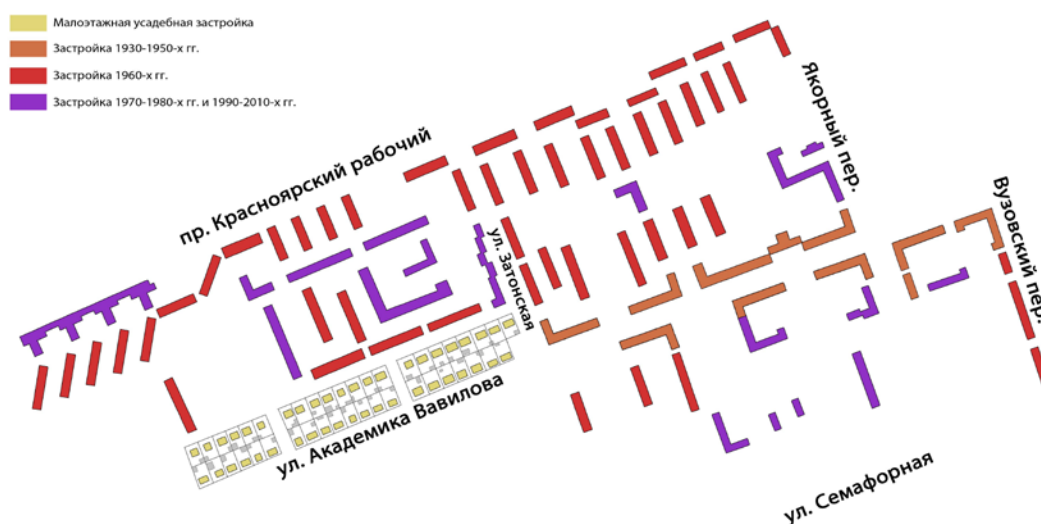 Малоэтажная усадебная застройка
Застройка 1930-1950-х гг.
Застройка 1960-х гг.
Застройка 1970-1980-х гг. и 1990-2010-х гг.
пр. Красноярский рабочий
Якорный пер.
Вузовский пер.
ул. Затонская
ул. Академика Вавилова
ул. Семафорная